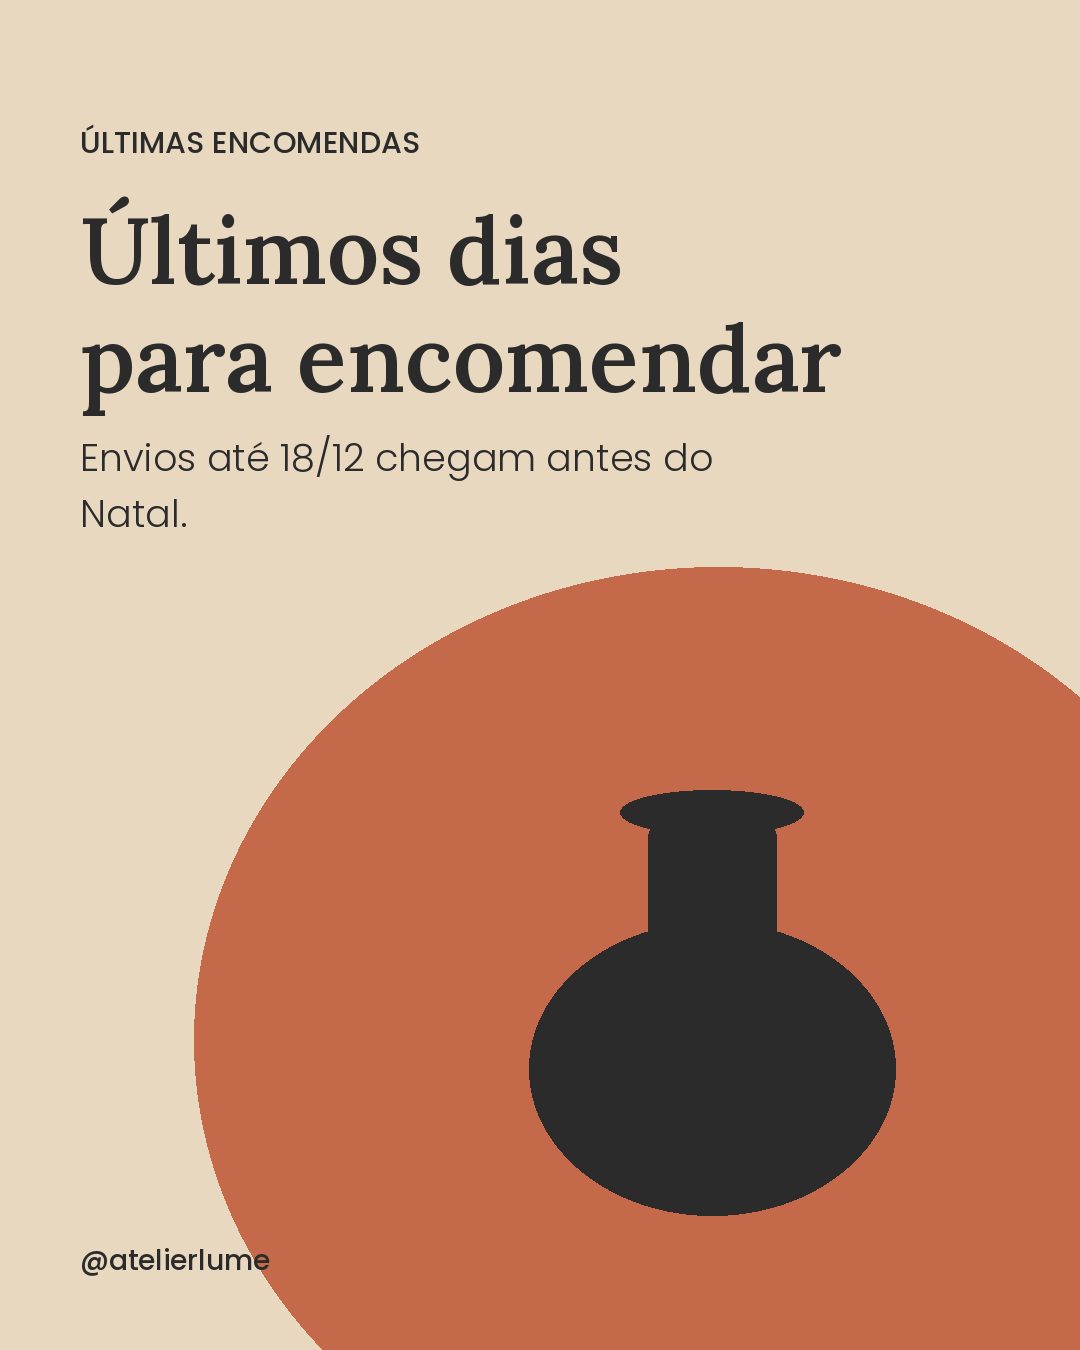 ÚLTIMAS ENCOMENDAS
Últimos dias
para encomendar
Envios até 18/12 chegam antes do
Natal.
@atelierlume